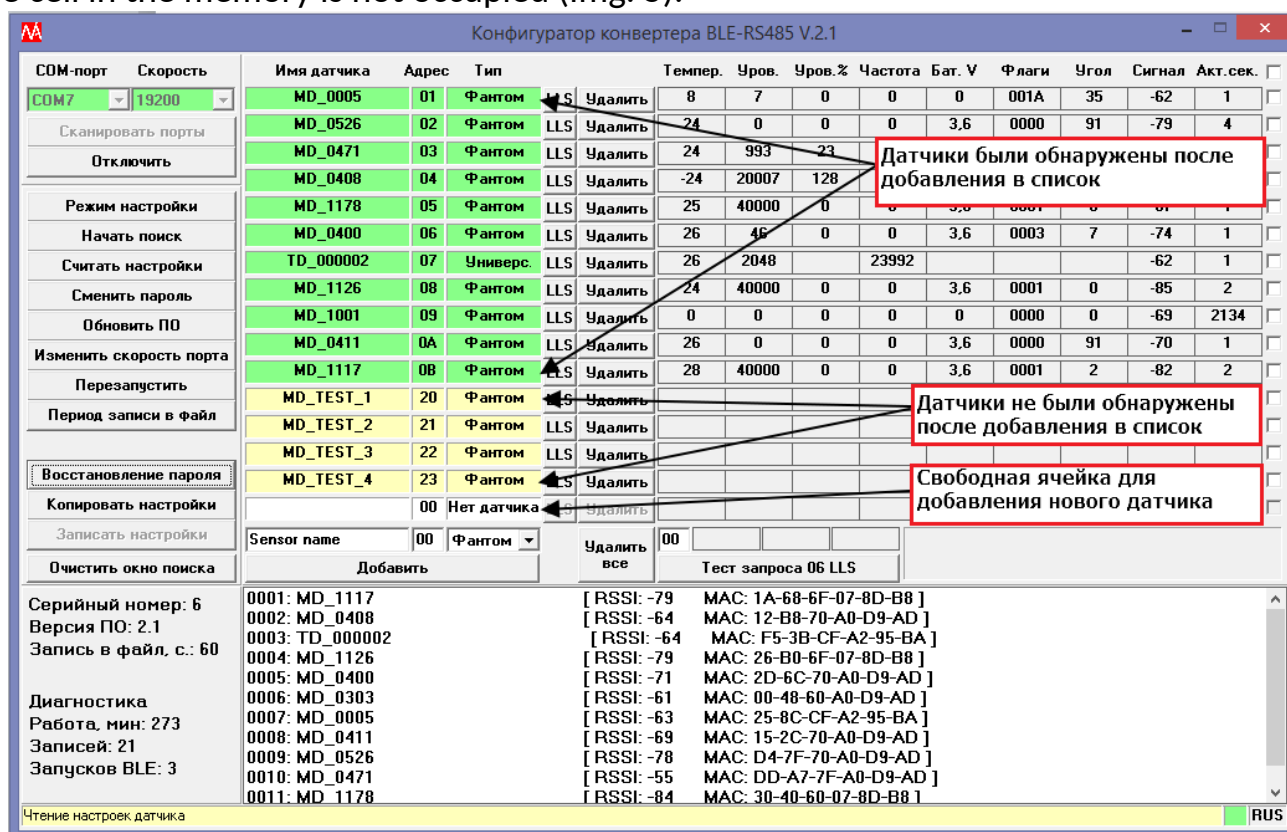 e cell in the memory is not occupied (img. 3).
Конфигуратор конвертера BLE-RS485 V.2.1
COM-порт Скорость Имя датчика Адрес Тип Темпер. Уров. Уров.% Частота Бат. V Флаги Угол Сигнал Акт.сек.
COM7 19200
Сканировать порты
Отключить
Режим настройки
Начать поиск
Считать настройки
Сменить пароль
Обновить ПО
Изменить скорость порта
Перезапустить
Период записи в файл
Восстановление пароля
Копировать настройки
Записать настройки
Очистить окно поиска
MD_0005 01 Фантом LLS Удалить 8 7 0 0 0 001A 35 -62 1
MD_0526 02 Фантом LLS Удалить 24 0 0 0 3,6 0000 91 -79 4
MD_0471 03 Фантом LLS Удалить 24 993 23
MD_0408 04 Фантом LLS Удалить -24 20007 128
MD_1178 05 Фантом LLS Удалить 25 40000 0
MD_0400 06 Фантом LLS Удалить 26 46 0 0 3,6 0003 7 -74 1
TD_000002 07 Универс. LLS Удалить 26 2048 23992 -62 1
MD_1126 08 Фантом LLS Удалить 24 40000 0 0 3,6 0001 0 -85 2
MD_1001 09 Фантом LLS Удалить 0 0 0 0 0 0000 0 -69 2134
MD_0411 0A Фантом LLS Удалить 26 0 0 0 3,6 0000 91 -70 1
MD_1117 0B Фантом LLS Удалить 28 40000 0 0 3,6 0001 2 -82 2
MD_TEST_1 20 Фантом LLS Удалить
MD_TEST_2 21 Фантом LLS Удалить
MD_TEST_3 22 Фантом LLS Удалить
MD_TEST_4 23 Фантом LLS Удалить
00 Нет датчика LLS Удалить
Датчики были обнаружены после
добавления в список
Датчики не были обнаружены
после добавления в список
Свободная ячейка для
добавления нового датчика
Sensor name 00 Фантом
Добавить
Удалить
все
00
Тест запроса 06 LLS
Серийный номер: 6
Версия ПО: 2.1
Запись в файл, с.: 60
Диагностика
Работа, мин: 273
Записей: 21
Запусков BLE: 3
0001: MD_1117 [ RSSI: -79 MAC: 1A-68-6F-07-8D-B8 ]
0002: MD_0408 [ RSSI: -64 MAC: 12-B8-70-A0-D9-AD ]
0003: TD_000002 [ RSSI: -64 MAC: F5-3B-CF-A2-95-BA ]
0004: MD_1126 [ RSSI: -79 MAC: 26-B0-6F-07-8D-B8 ]
0005: MD_0400 [ RSSI: -71 MAC: 2D-6C-70-A0-D9-AD ]
0006: MD_0303 [ RSSI: -61 MAC: 00-48-60-A0-D9-AD ]
0007: MD_0005 [ RSSI: -63 MAC: 25-8C-CF-A2-95-BA ]
0008: MD_0411 [ RSSI: -69 MAC: 15-2C-70-A0-D9-AD ]
0009: MD_0526 [ RSSI: -78 MAC: D4-7F-70-A0-D9-AD ]
0010: MD_0471 [ RSSI: -55 MAC: DD-A7-7F-A0-D9-AD ]
0011: MD_1178 [ RSSI: -84 MAC: 30-40-60-07-8D-B8 ]
Чтение настроек датчика
RUS